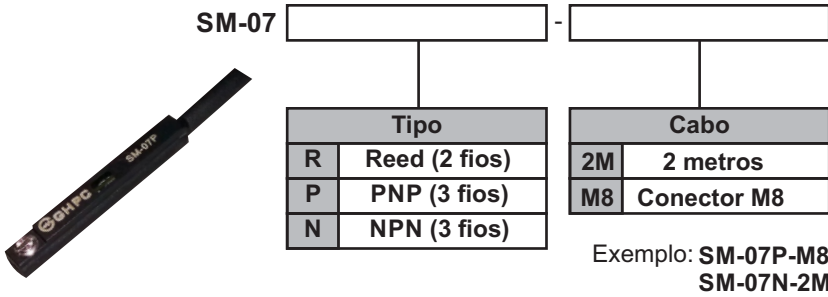 SM-07 -
Tipo
R Reed (2 fios)
P PNP (3 fios)
N NPN (3 fios)
Cabo
2M 2 metros
M8 Conector M8
Exemplo: SM-07P-M8
SM-07N-2M
GHPC SM-07P